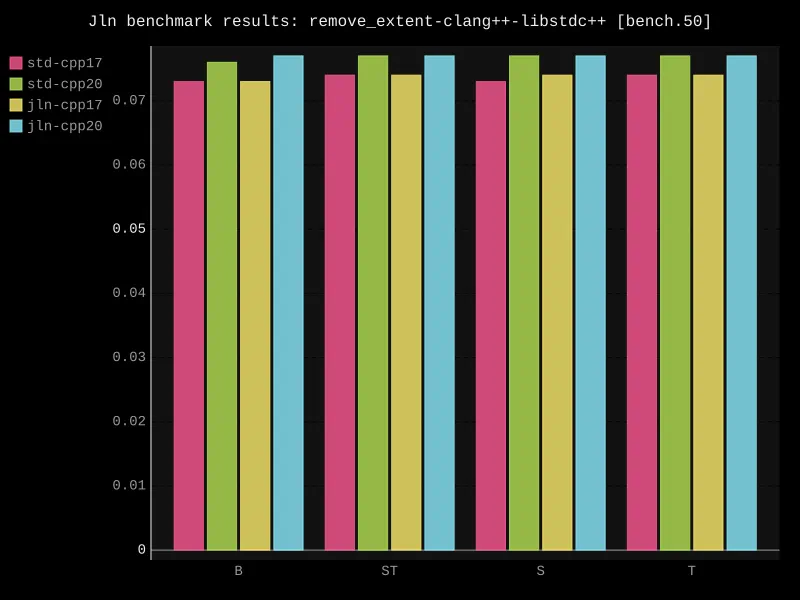 Jln benchmark results: remove_extent-clang++-libstdc++ [bench.50]
std-cpp17
std-cpp20
jln-cpp17
jln-cpp20
0.07
0.06
0.05
0.04
0.03
0.02
0.01
0
B ST S T